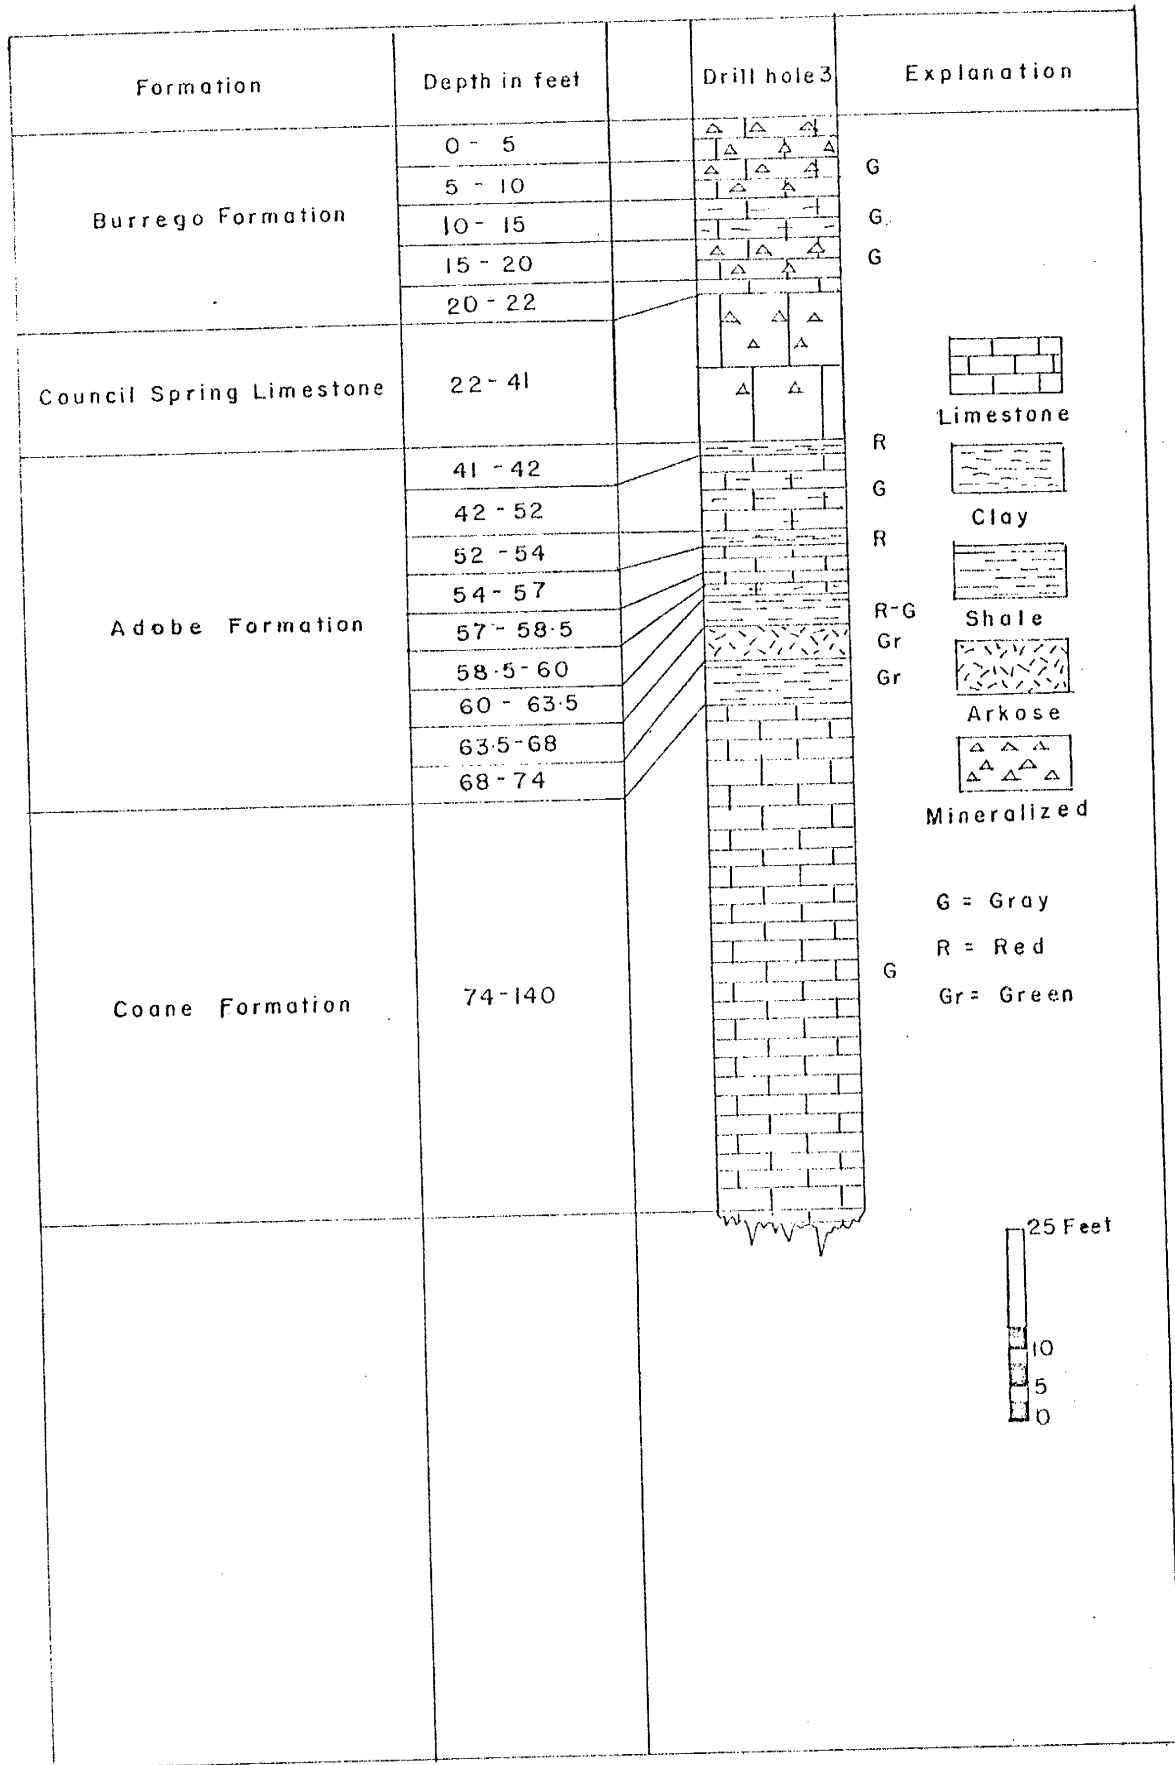 Formation
Depth in feet
Drill hole 3
Explanation
Burrego Formation
0 - 5
5 - 10
10 - 15
15 - 20
20 - 22
G
G
G
Council Spring Limestone
22 - 41
Adobe Formation
41 - 42
42 - 52
52 - 54
54 - 57
57 - 58.5
58.5 - 60
60 - 63.5
63.5 - 68
68 - 74
R
G
R
R-G
Gr
Gr
Coane Formation
74 - 140
G
Limestone
Clay
Shale
Arkose
Mineralized
G = Gray
R = Red
Gr = Green
25 Feet
10
5
0